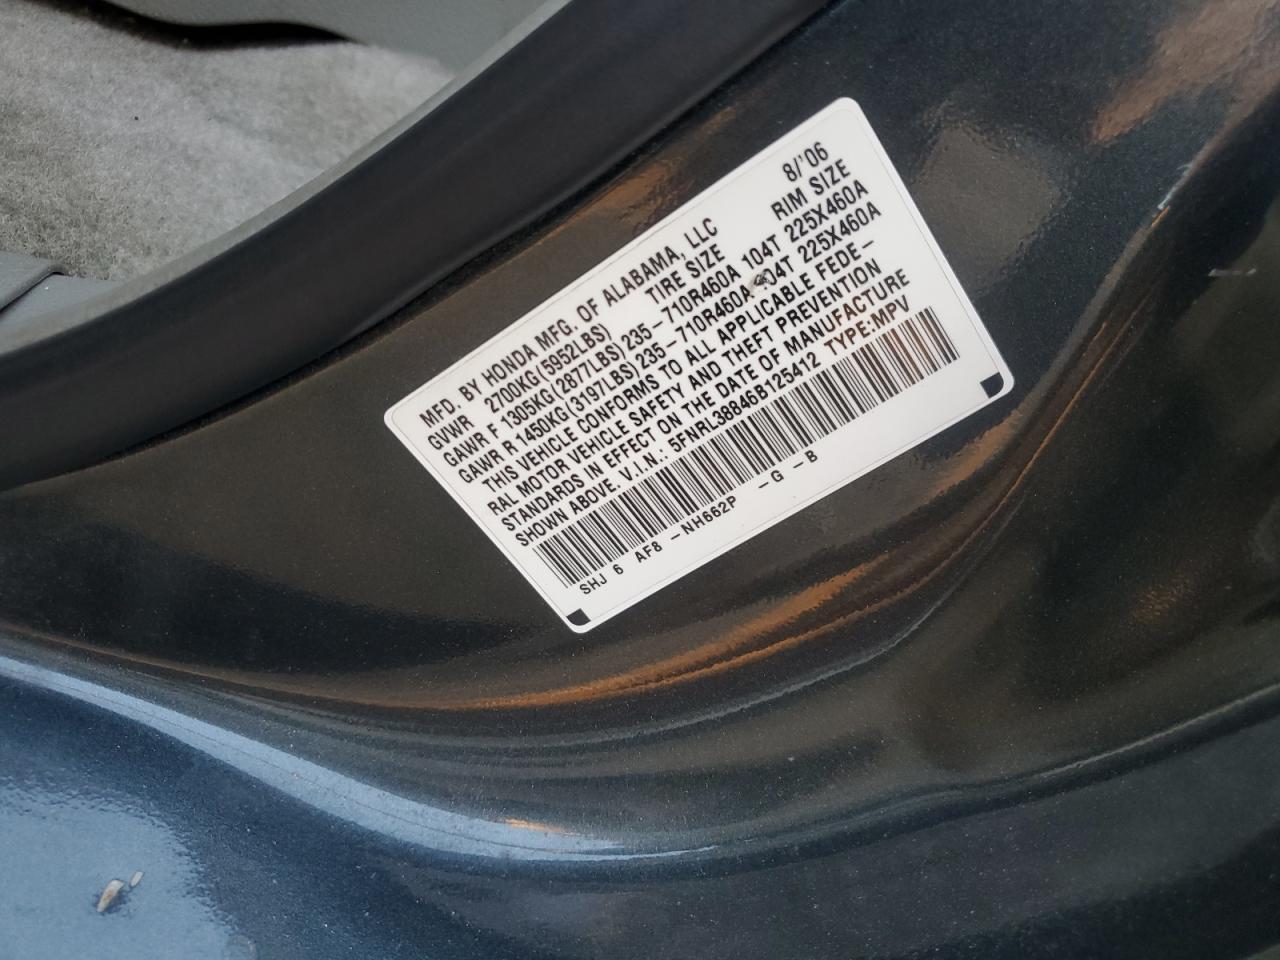 MFD. BY HONDA MFG. OF ALABAMA, LLC 8/'06
GVWR 2700KG(5952LBS) TIRE SIZE RIM SIZE
GAWR F 1305KG(2877LBS)235-710R460A 104T 225X460A
GAWR R 1450KG(3197LBS)235-710R460A 104T 225X460A
THIS VEHICLE CONFORMS TO ALL APPLICABLE FEDE-
RAL MOTOR VEHICLE SAFETY AND THEFT PREVENTION
STANDARDS IN EFFECT ON THE DATE OF MANUFACTURE
SHOWN ABOVE. V.I.N.: 5FNRL38846B125412 TYPE:MPV
SHJ 6 AF8 -NH662P -G -B